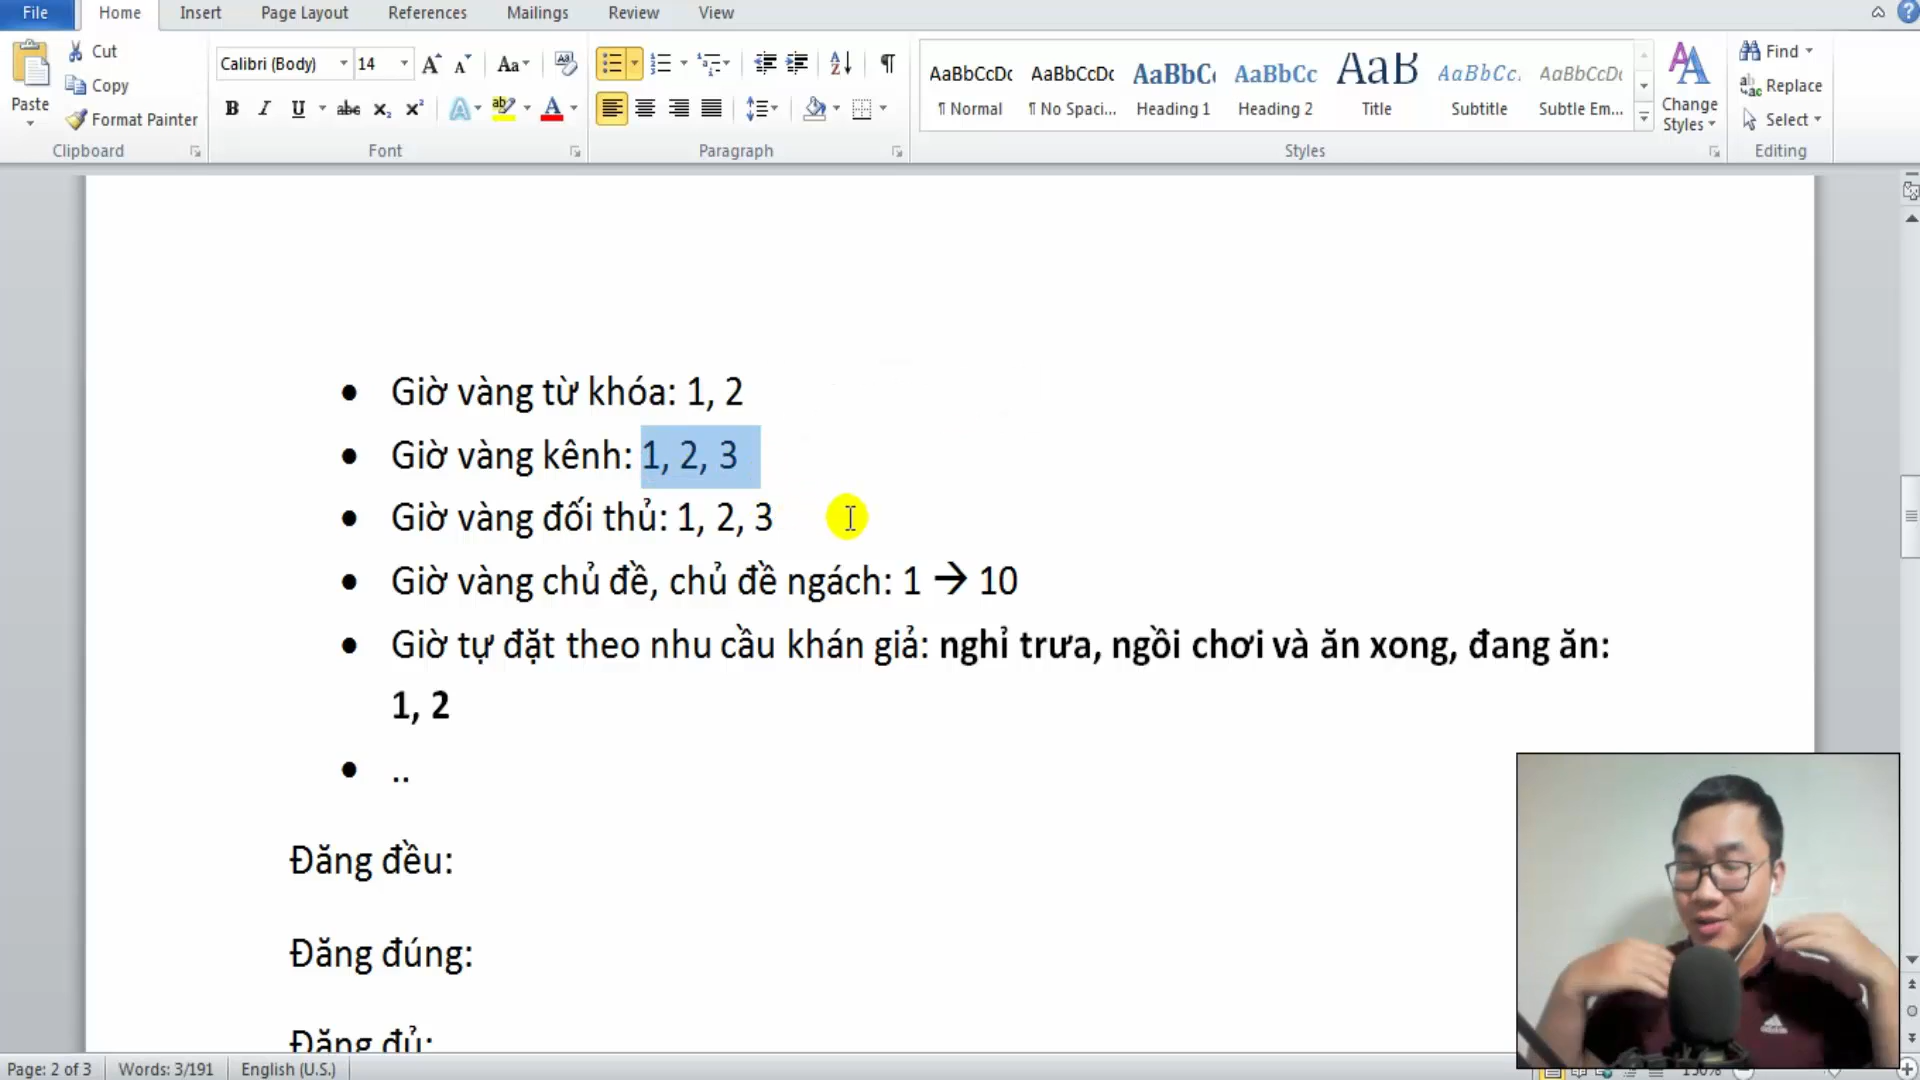 File Home Insert Page Layout References Mailings Review View
Cut
Copy
Paste
Format Painter
Clipboard
Calibri (Body) 14
Font
Paragraph
AaBbCcDc AaBbCcDc AaBbC AaBbCc AaB AaBbCc. AaBbCcDc
¶ Normal ¶ No Spaci... Heading 1 Heading 2 Title Subtitle Subtle Em...
Styles
Change Styles
Find
Replace
Select
Editing
• Giờ vàng từ khóa: 1, 2
• Giờ vàng kênh: 1, 2, 3
• Giờ vàng đối thủ: 1, 2, 3
• Giờ vàng chủ đề, chủ đề ngách: 1 → 10
• Giờ tự đặt theo nhu cầu khán giả: nghỉ trưa, ngồi chơi và ăn xong, đang ăn:
1, 2
• ..
Đăng đều:
Đăng đúng:
Đăng đủ:
Page: 2 of 3 Words: 3/191 English (U.S.) 150%